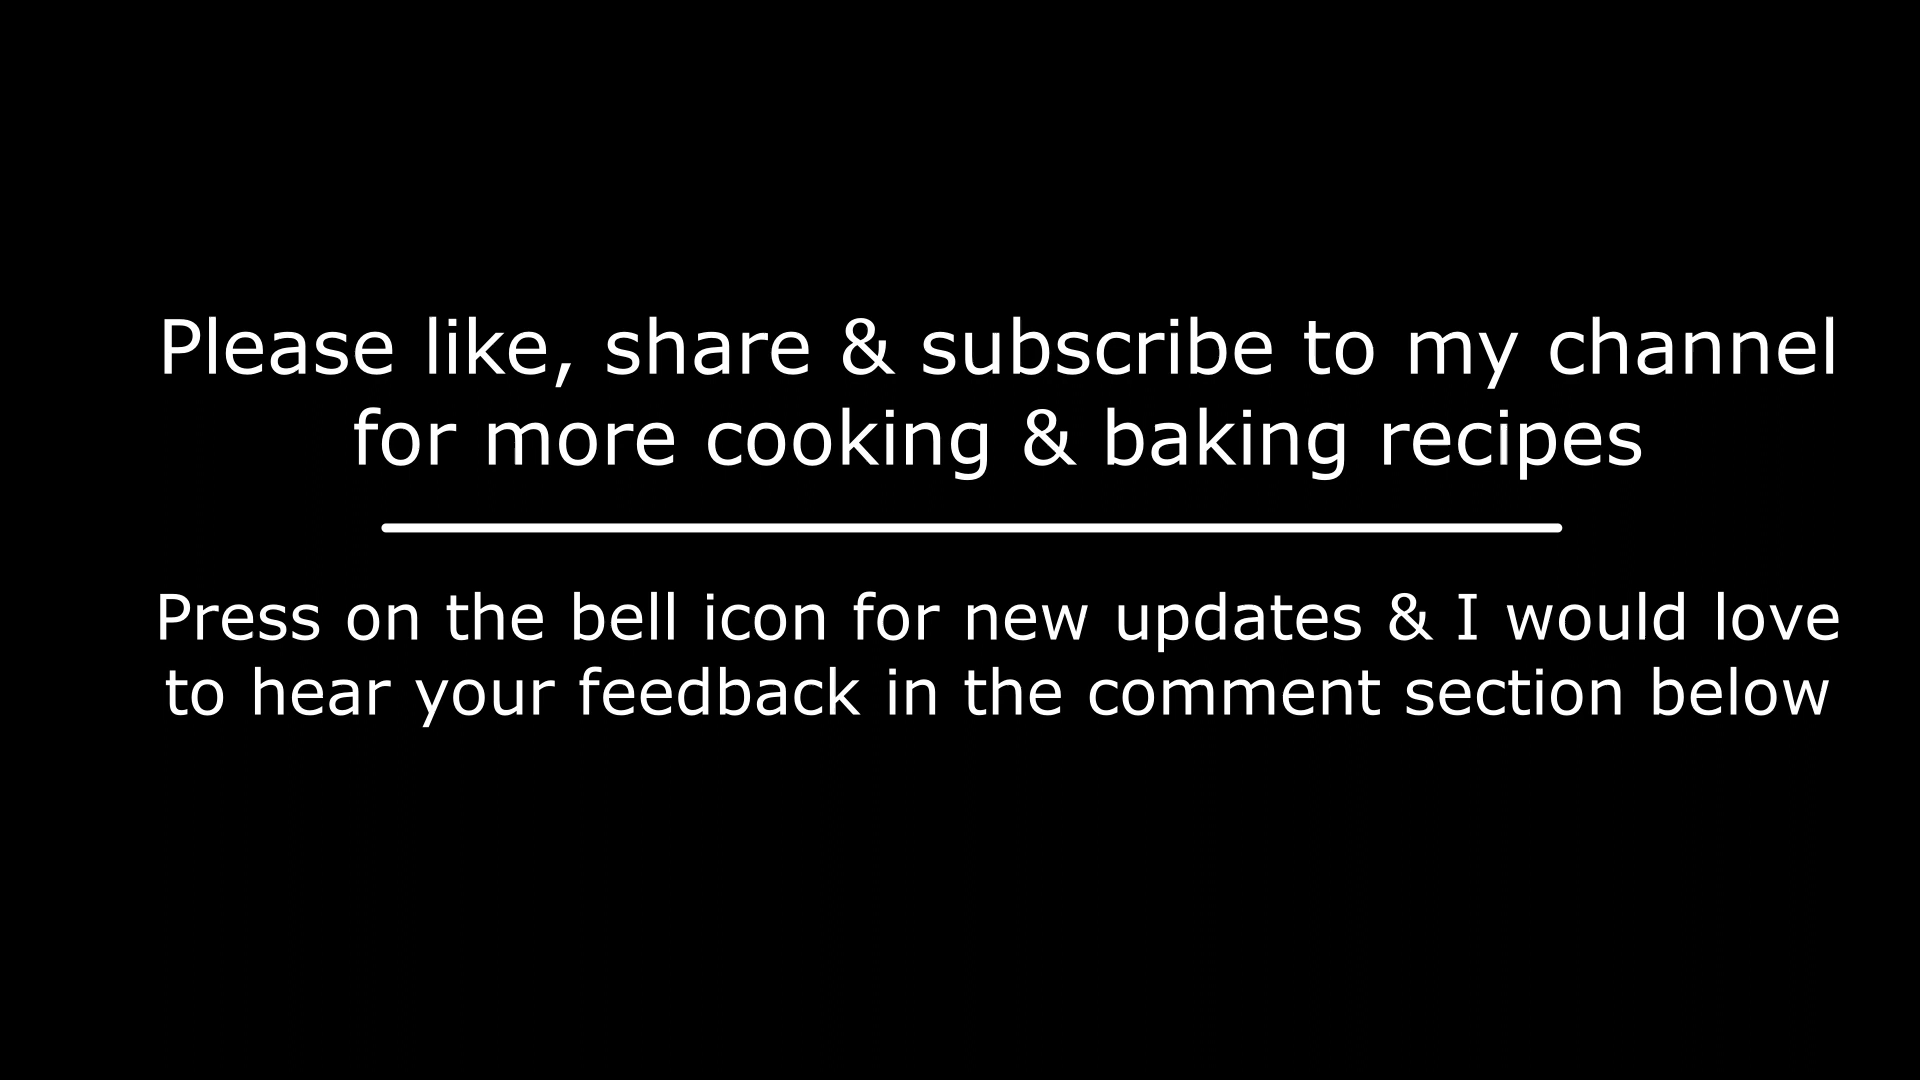 Please like, share & subscribe to my channel
for more cooking & baking recipes
Press on the bell icon for new updates & I would love
to hear your feedback in the comment section below